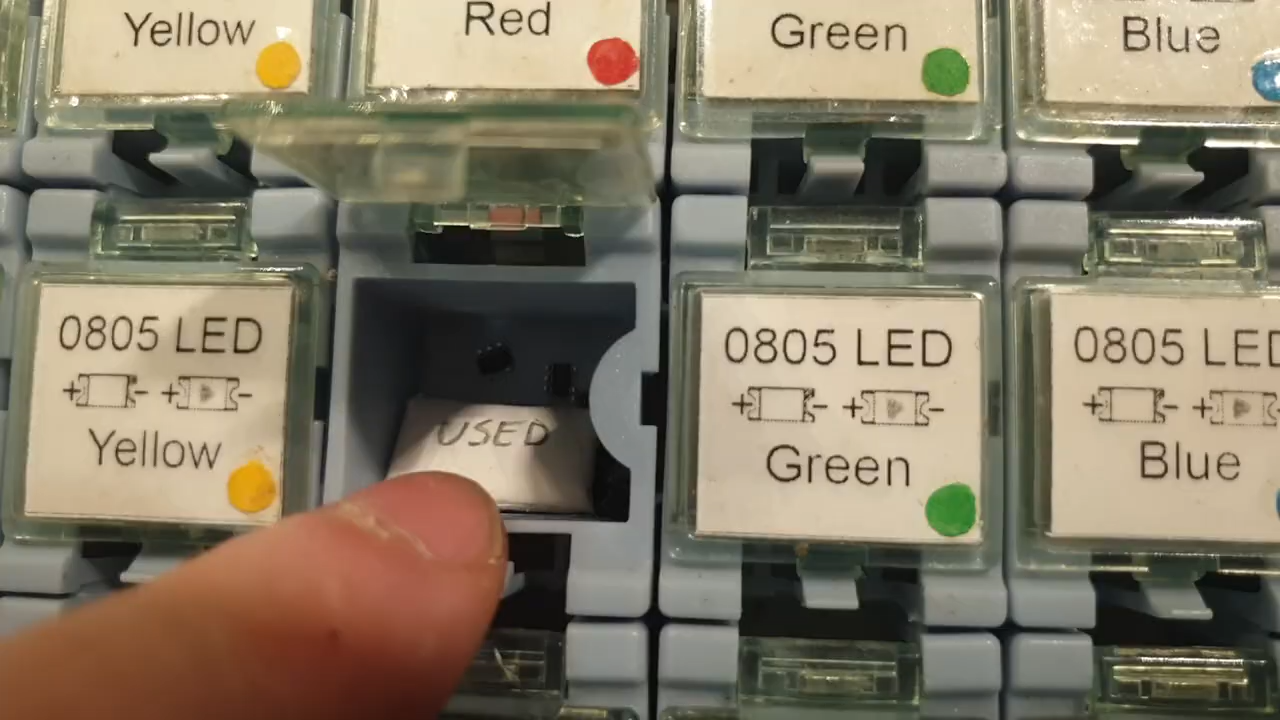 Yellow
Red
Green
Blue
0805 LED
+ - + -
Yellow
USED
0805 LED
+ - + -
Green
0805 LED
+ - +
Blue